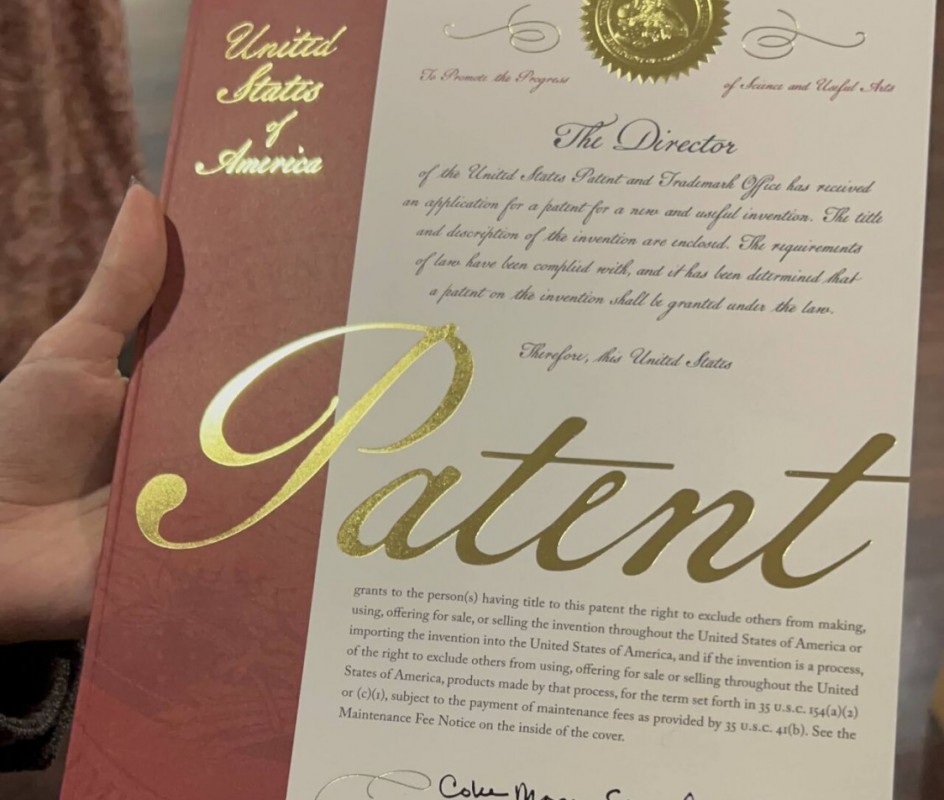 United
States
of
America
To Promote the Progress
of Science and Useful Arts
The Director
of the United States Patent and Trademark Office has received
an application for a patent for a new and useful invention. The title
and description of the invention are enclosed. The requirements
of law have been complied with, and it has been determined that
a patent on the invention shall be granted under the law.
Therefore, this United States
Patent
grants to the person(s) having title to this patent the right to exclude others from making,
using, offering for sale, or selling the invention throughout the United States of America or
importing the invention into the United States of America, and if the invention is a process,
of the right to exclude others from using, offering for sale or selling throughout the United
States of America, products made by that process, for the term set forth in 35 U.S.C. 154(a)(2)
or (c)(1), subject to the payment of maintenance fees as provided by 35 U.S.C. 41(b). See the
Maintenance Fee Notice on the inside of the cover.
Coke